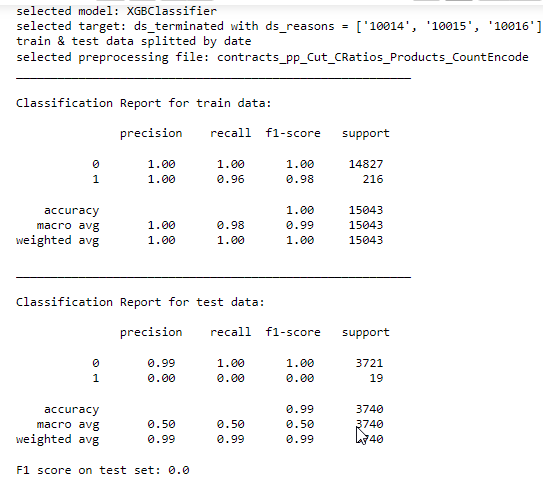 selected model: XGBClassifier
selected target: ds_terminated with ds_reasons = ['10014', '10015', '10016']
train & test data splitted by date
selected preprocessing file: contracts_pp_Cut_CRatios_Products_CountEncode
Classification Report for train data:
precision recall f1-score support
0 1.00 1.00 1.00 14827
1 1.00 0.96 0.98 216
accuracy 1.00 15043
macro avg 1.00 0.98 0.99 15043
weighted avg 1.00 1.00 1.00 15043
Classification Report for test data:
precision recall f1-score support
0 0.99 1.00 1.00 3721
1 0.00 0.00 0.00 19
accuracy 0.99 3740
macro avg 0.50 0.50 0.50 3740
weighted avg 0.99 0.99 0.99 3740
F1 score on test set: 0.0